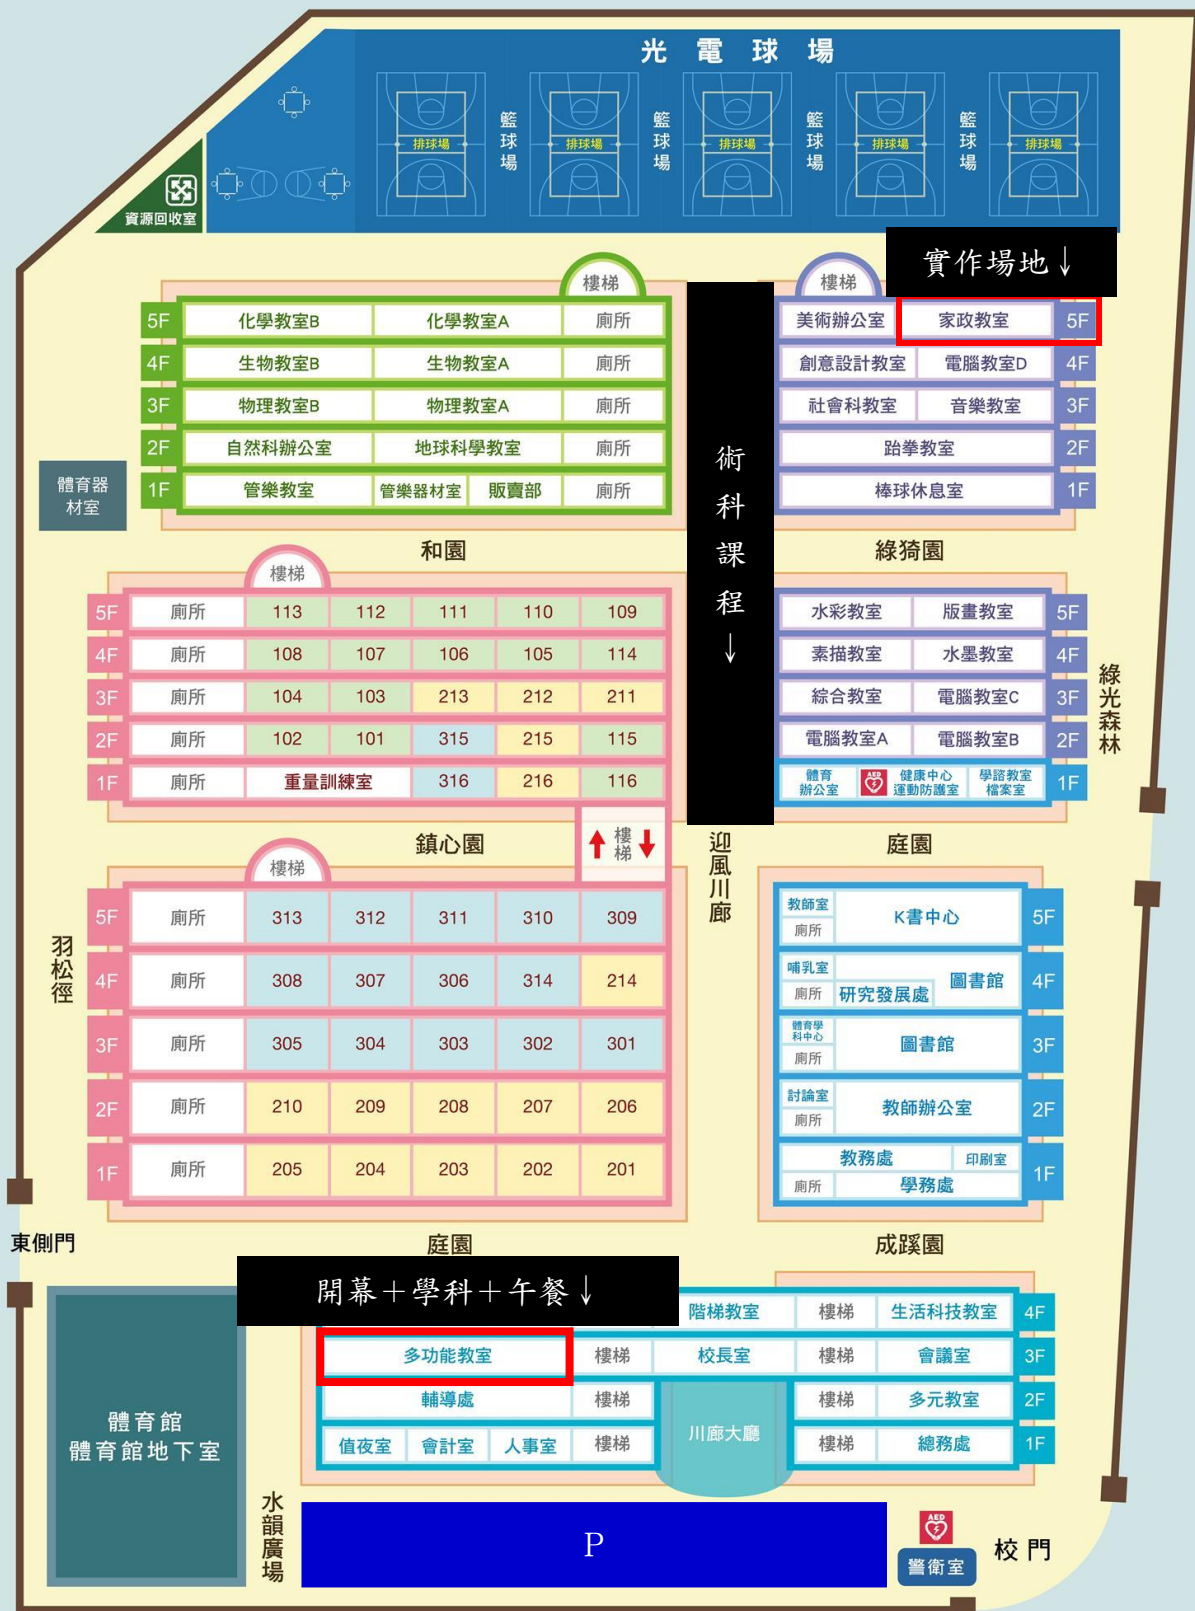 光電球場
籃球場 籃球場 籃球場 籃球場
排球場 排球場 排球場 排球場 排球場
資源回收室
實作場地↓
樓梯
5F 化學教室B 化學教室A 廁所
4F 生物教室B 生物教室A 廁所
3F 物理教室B 物理教室A 廁所
2F 自然科辦公室 地球科學教室 廁所
1F 管樂教室 管樂器材室 販賣部 廁所
體育器
材室
和園
術科課程↓
樓梯
美術辦公室 家政教室 5F
創意設計教室 電腦教室D 4F
社會科教室 音樂教室 3F
跆拳教室 2F
棒球休息室 1F
綠猗園
樓梯
5F 廁所 113 112 111 110 109
4F 廁所 108 107 106 105 114
3F 廁所 104 103 213 212 211
2F 廁所 102 101 315 215 115
1F 廁所 重量訓練室 316 216 116
鎮心園
樓梯
水彩教室 版畫教室 5F
素描教室 水墨教室 4F
綜合教室 電腦教室C 3F
電腦教室A 電腦教室B 2F
體育
辦公室
AED
健康中心
運動防護室
學諮教室
檔案室
1F
綠光森林
迎風川廊
庭園
樓梯
5F 廁所 313 312 311 310 309
4F 廁所 308 307 306 314 214
3F 廁所 305 304 303 302 301
2F 廁所 210 209 208 207 206
1F 廁所 205 204 203 202 201
羽松徑
教師室
廁所
K書中心 5F
哺乳室
廁所
研究發展處 圖書館 4F
體育學
科中心
廁所
圖書館 3F
討論室
廁所
教師辦公室 2F
教務處 印刷室
廁所 學務處
1F
東側門
庭園
成蹊園
開幕＋學科＋午餐↓
階梯教室 樓梯 生活科技教室 4F
多功能教室 樓梯 校長室 樓梯 會議室 3F
輔導處 樓梯 樓梯 多元教室 2F
值夜室 會計室 人事室 樓梯 川廊大廳 樓梯 總務處 1F
體育館
體育館地下室
水韻廣場
P
AED
警衛室
校門